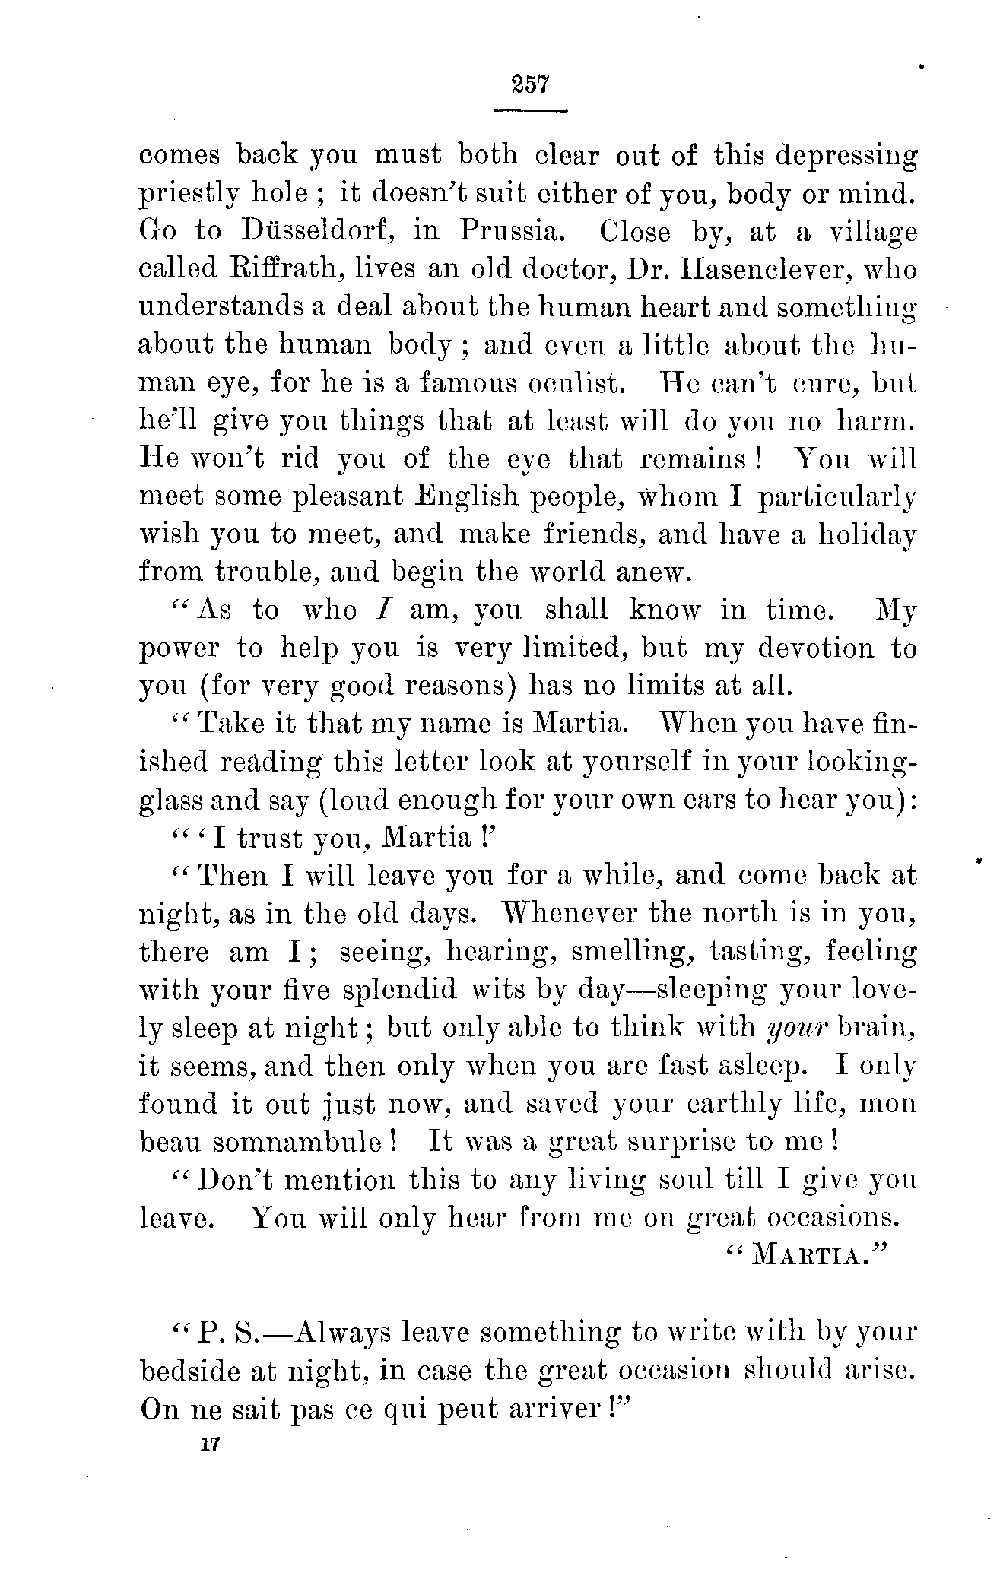 257
comes back you must both clear out of this depressing
priestly hole ; it doesn't suit either of you, body or mind.
Go to Düsseldorf, in Prussia. Close by, at a village
called Riffrath, lives an old doctor, Dr. Hasenclever, who
understands a deal about the human heart and something
about the human body ; and even a little about the hu-
man eye, for he is a famous oculist. He can't cure, but
he'll give you things that at least will do you no harm.
He won't rid you of the eye that remains ! You will
meet some pleasant English people, whom I particularly
wish you to meet, and make friends, and have a holiday
from trouble, and begin the world anew.
“ As to who I am, you shall know in time. My
power to help you is very limited, but my devotion to
you (for very good reasons) has no limits at all.
“ Take it that my name is Martia. When you have fin-
ished reading this letter look at yourself in your looking-
glass and say (loud enough for your own ears to hear you):
“ ‘ I trust you, Martia !’
“ Then I will leave you for a while, and come back at
night, as in the old days. Whenever the north is in you,
there am I ; seeing, hearing, smelling, tasting, feeling
with your five splendid wits by day—sleeping your love-
ly sleep at night ; but only able to think with your brain,
it seems, and then only when you are fast asleep. I only
found it out just now, and saved your earthly life, mon
beau somnambule ! It was a great surprise to me !
“ Don't mention this to any living soul till I give you
leave. You will only hear from me on great occasions.
“ MARTIA.”
“ P. S.—Always leave something to write with by your
bedside at night, in case the great occasion should arise.
On ne sait pas ce qui peut arriver !”
17